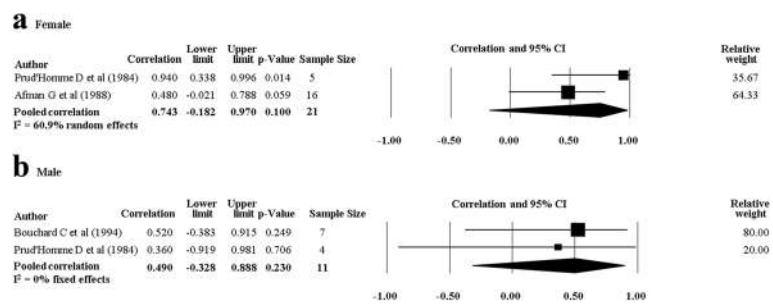 a Female
Author Correlation Lower limit Upper limit p-Value Sample Size Correlation and 95% CI Relative weight
Prud'Homme D et al (1984) 0.940 0.338 0.996 0.014 5 35.67
Afman G et al (1988) 0.480 -0.021 0.788 0.059 16 64.33
Pooled correlation 0.743 -0.182 0.970 0.100 21
I² = 60.9% random effects
-1.00 -0.50 0.00 0.50 1.00
b Male
Author Correlation Lower limit Upper limit p-Value Sample Size Correlation and 95% CI Relative weight
Bouchard C et al (1994) 0.520 -0.383 0.915 0.249 7 80.00
Prud'Homme D et al (1984) 0.360 -0.919 0.981 0.706 4 20.00
Pooled correlation 0.490 -0.328 0.888 0.230 11
I² = 0% fixed effects
-1.00 -0.50 0.00 0.50 1.00